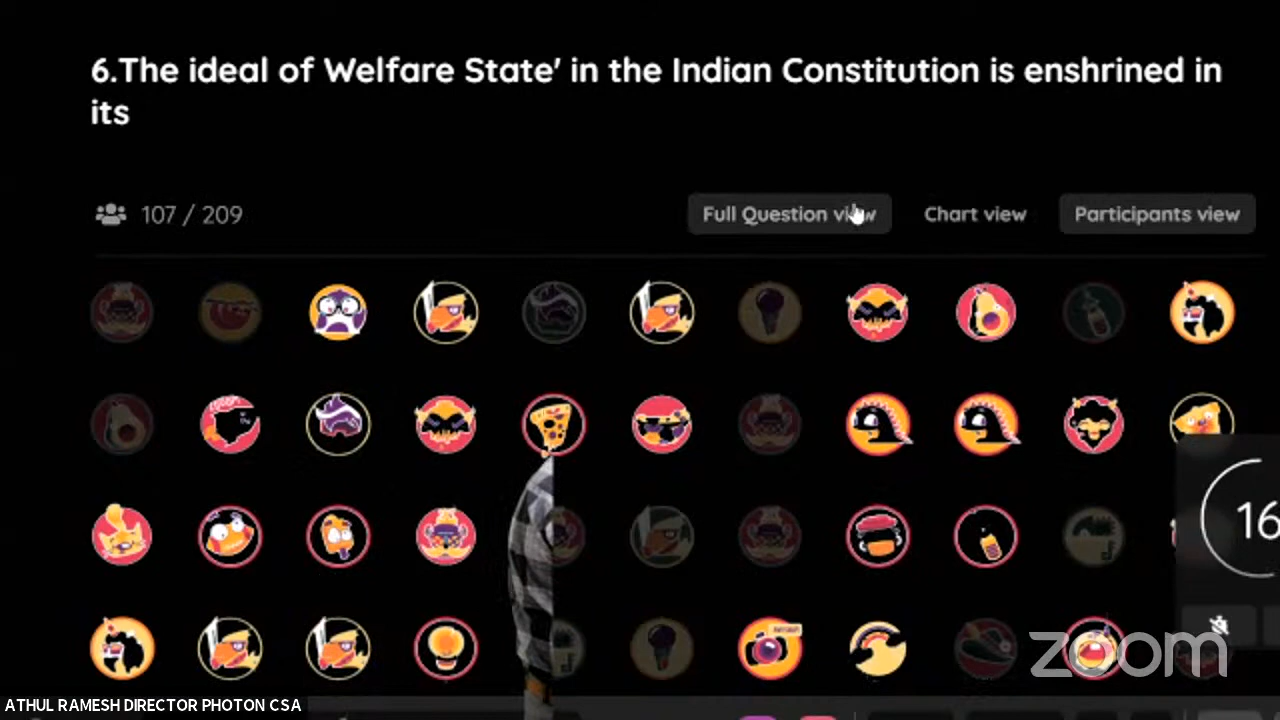 6.The ideal of Welfare State' in the Indian Constitution is enshrined in
its
107 / 209
Full Question view
Chart view
Participants view
16
zoom
ATHUL RAMESH DIRECTOR PHOTON CSA